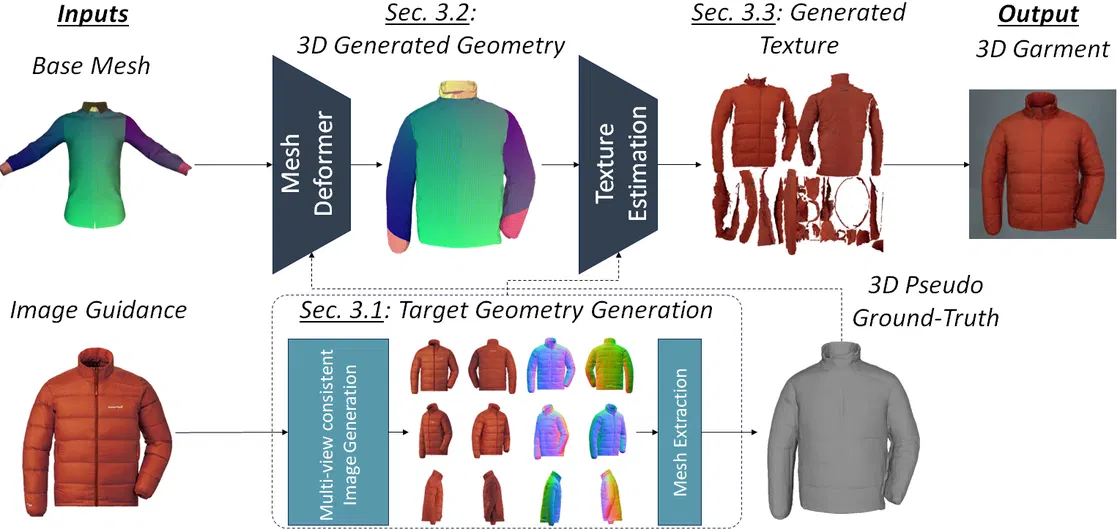 Inputs
Base Mesh
Mesh
Deformer
Sec. 3.2:
3D Generated Geometry
Texture
Estimation
Sec. 3.3: Generated
Texture
Output
3D Garment
Image Guidance
Sec. 3.1: Target Geometry Generation
Multi-view consistent
Image Generation
Mesh Extraction
3D Pseudo
Ground-Truth